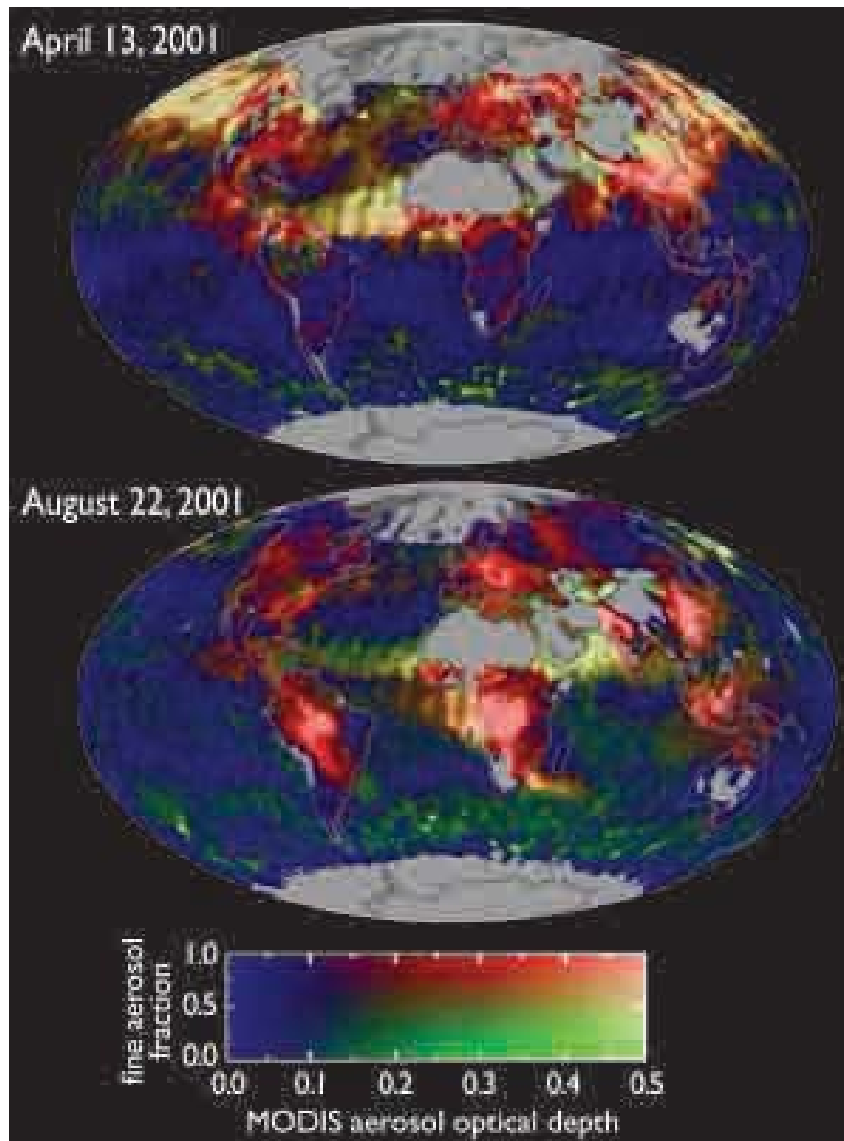 April 13, 2001
August 22, 2001
fine aerosol
fraction
1.0
0.5
0.0
0.0 0.1 0.2 0.3 0.4 0.5
MODIS aerosol optical depth